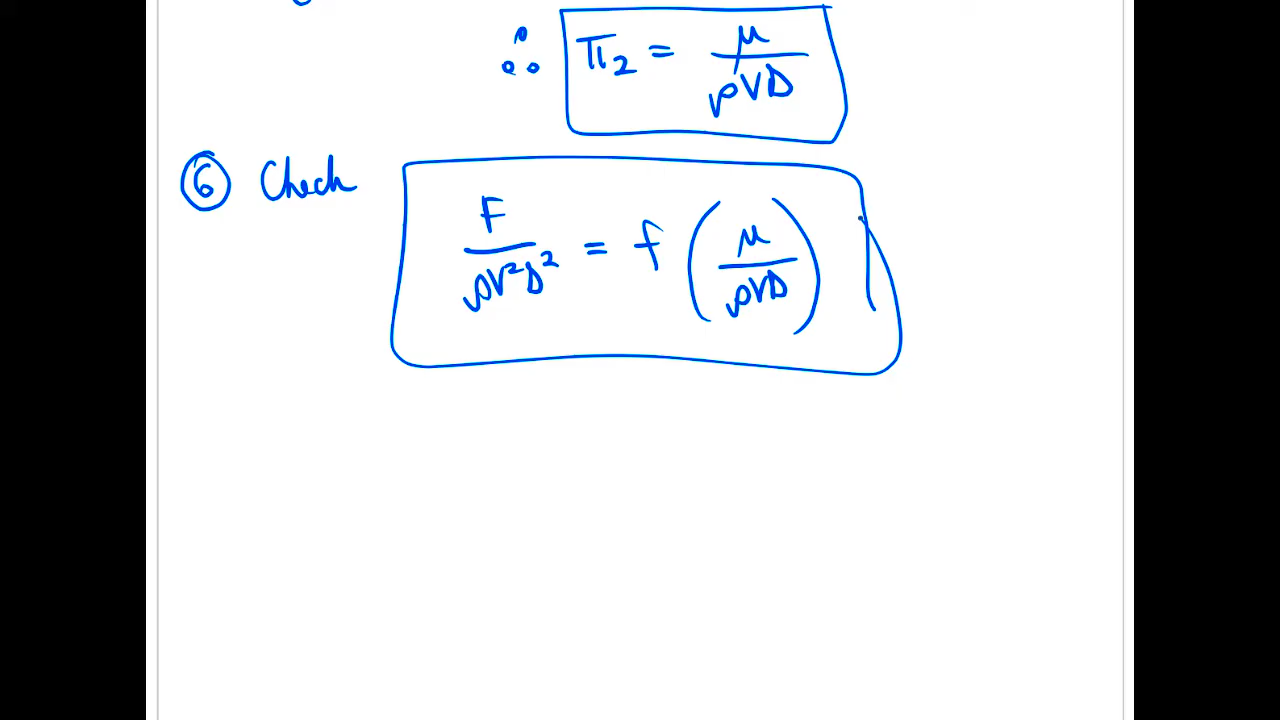 ∴ π₂ = μ/ρVD
⑥ Check
F/ρV²D² = f (μ/ρVD)